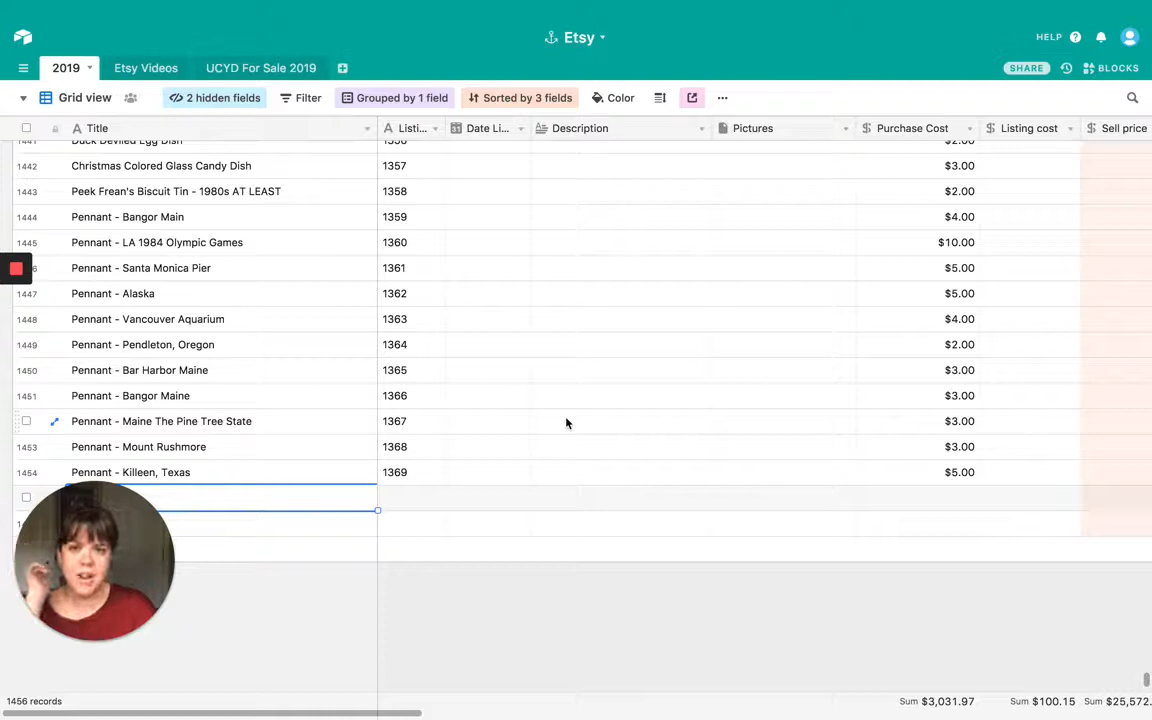 Etsy
HELP
2019 Etsy Videos UCYD For Sale 2019
SHARE BLOCKS
Grid view 2 hidden fields Filter Grouped by 1 field Sorted by 3 fields Color
Title Listi... Date Li... Description Pictures Purchase Cost Listing cost Sell price
1442 Christmas Colored Glass Candy Dish 1357 $3.00
1443 Peek Frean's Biscuit Tin - 1980s AT LEAST 1358 $2.00
1444 Pennant - Bangor Main 1359 $4.00
1445 Pennant - LA 1984 Olympic Games 1360 $10.00
Pennant - Santa Monica Pier 1361 $5.00
1447 Pennant - Alaska 1362 $5.00
1448 Pennant - Vancouver Aquarium 1363 $4.00
1449 Pennant - Pendleton, Oregon 1364 $2.00
1450 Pennant - Bar Harbor Maine 1365 $3.00
1451 Pennant - Bangor Maine 1366 $3.00
Pennant - Maine The Pine Tree State 1367 $3.00
1453 Pennant - Mount Rushmore 1368 $3.00
1454 Pennant - Killeen, Texas 1369 $5.00
1456 records Sum $3,031.97 Sum $100.15 Sum $25,572.